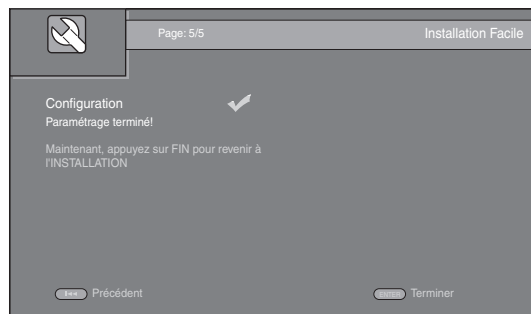 Page: 5/5
Installation Facile
Configuration
Paramétrage terminé!
Maintenant, appuyez sur FIN pour revenir à
l'INSTALLATION
Précédent
ENTER Terminer